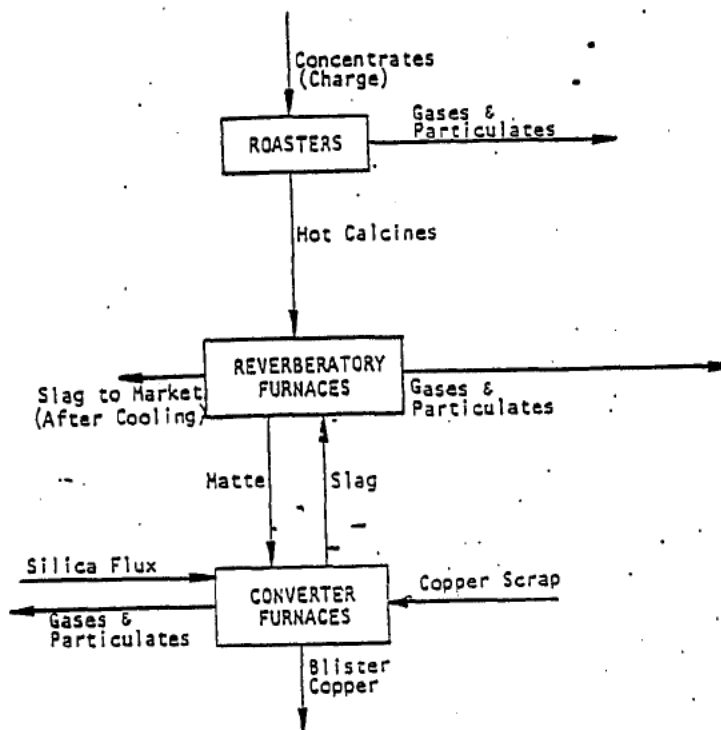 Concentrates
(Charge)
ROASTERS
Gases &
Particulates
Hot Calcines
REVERBERATORY
FURNACES
Slag to Market
(After Cooling)
Gases &
Particulates
Matte
Slag
Silica Flux
CONVERTER
FURNACES
Copper Scrap
Gases &
Particulates
Blister
Copper